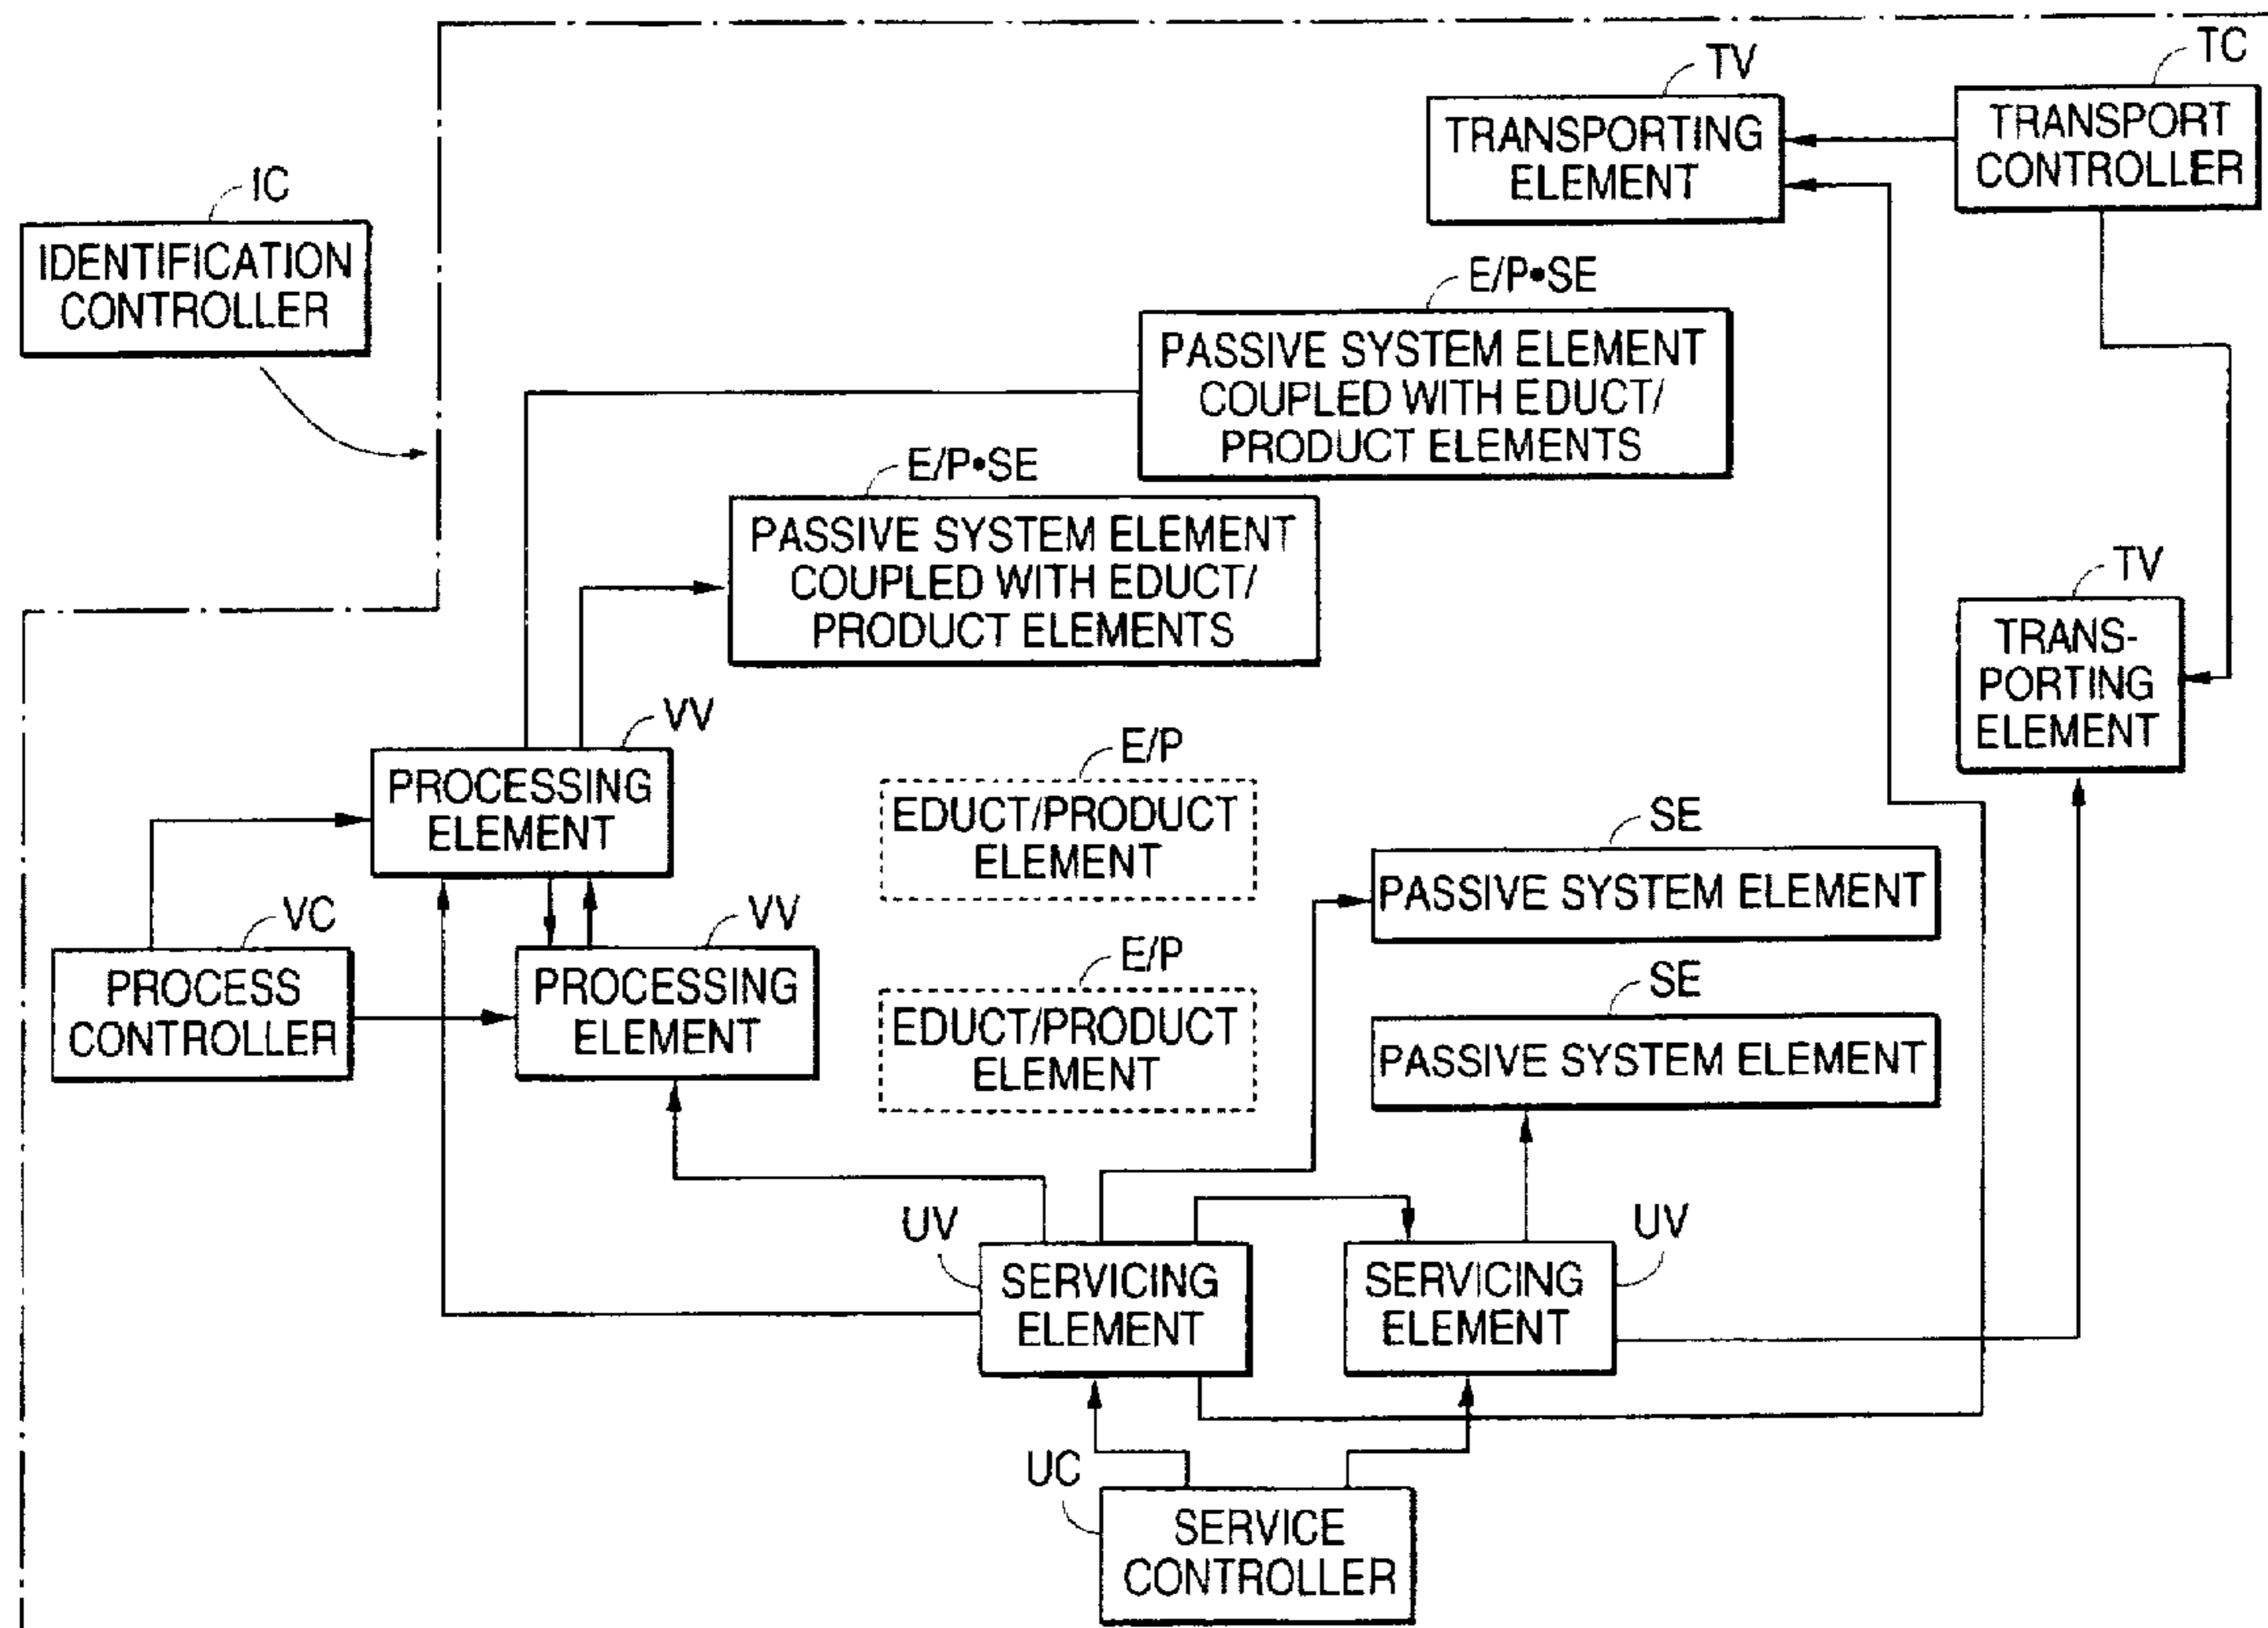 TC
TV
TRANSPORT
CONTROLLER
TRANSPORTING
ELEMENT
IC
IDENTIFICATION
CONTROLLER
E/P•SE
PASSIVE SYSTEM ELEMENT
COUPLED WITH EDUCT/
PRODUCT ELEMENTS
E/P•SE
PASSIVE SYSTEM ELEMENT
COUPLED WITH EDUCT/
PRODUCT ELEMENTS
TV
TRANS-
PORTING
ELEMENT
VV
PROCESSING
ELEMENT
E/P
EDUCT/PRODUCT
ELEMENT
SE
PASSIVE SYSTEM ELEMENT
VC
PROCESS
CONTROLLER
VV
PROCESSING
ELEMENT
E/P
EDUCT/PRODUCT
ELEMENT
SE
PASSIVE SYSTEM ELEMENT
UV
SERVICING
ELEMENT
UV
SERVICING
ELEMENT
UC
SERVICE
CONTROLLER